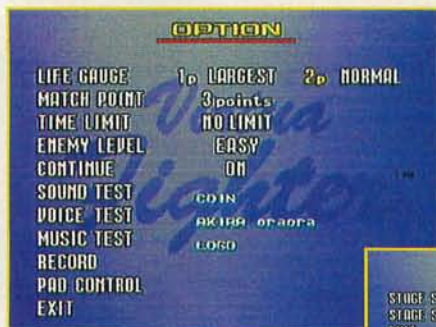 OPTION
LIFE GAUGE 1p LARGEST 2p NORMAL
MATCH POINT 3points
TIME LIMIT NO LIMIT
ENEMY LEVEL EASY
CONTINUE ON
SOUND TEST COIN
VOICE TEST AKIRA oraora
MUSIC TEST LOGO
RECORD
PAD CONTROL
EXIT
Virtua
Fighter
TM
STAGE S
STAGE S